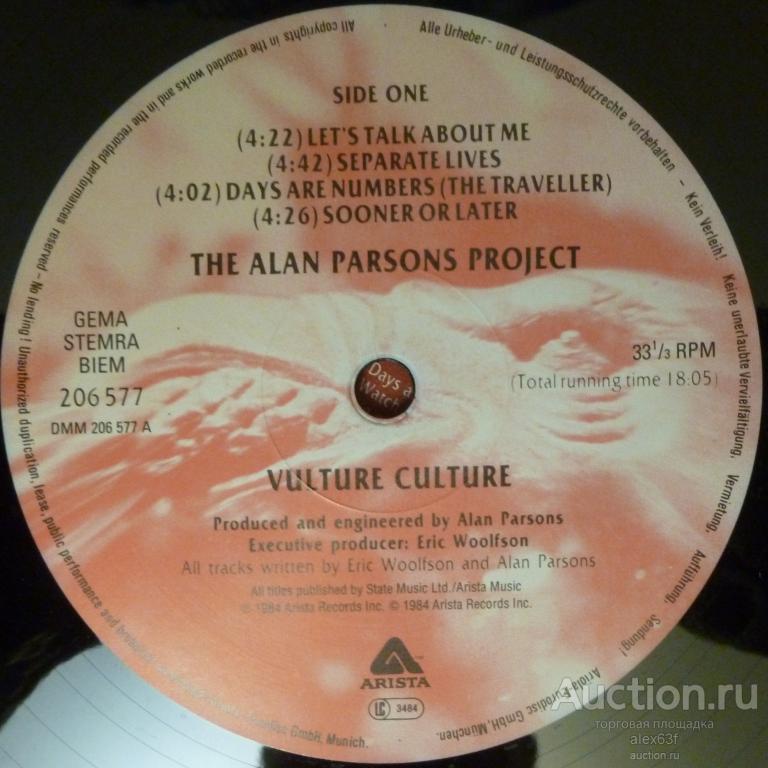 All copyrights in the recorded works and in the recorded performances reserved - No lending! Unauthorized duplication, lease, public performance and
GmbH, Munich.
Alle Urheber- und Leistungsschutzrechte vorbehalten - Kein Verleih! Keine unerlaubte Vervielfältigung, Vermietung, Aufführung, Sendung!
Ariola-Eurodisc GmbH, München.
SIDE ONE
(4:22) LET'S TALK ABOUT ME
(4:42) SEPARATE LIVES
(4:02) DAYS ARE NUMBERS (THE TRAVELLER)
(4:26) SOONER OR LATER
THE ALAN PARSONS PROJECT
GEMA
STEMRA
BIEM
206 577
DMM 206 577 A
33 1/3 RPM
(Total running time 18:05)
Days a
Watch
VULTURE CULTURE
Produced and engineered by Alan Parsons
Executive producer: Eric Woolfson
All tracks written by Eric Woolfson and Alan Parsons
All titles published by State Music Ltd./Arista Music
℗ 1984 Arista Records Inc. © 1984 Arista Records Inc.
ARISTA
LC 3484
Auction.ru
торговая площадка
alex63f
auction.ru